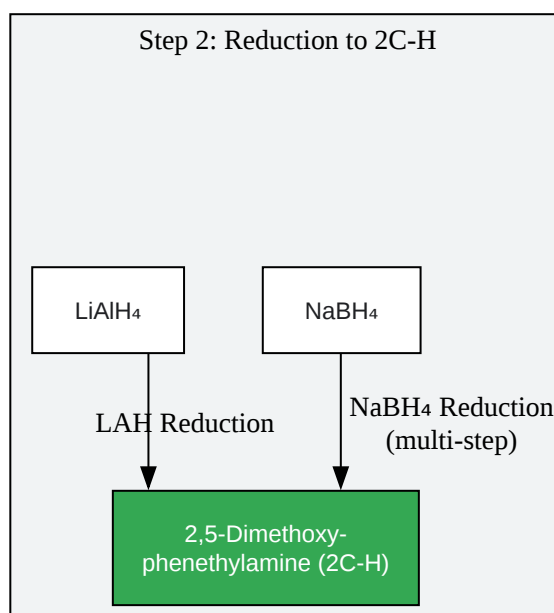 Step 2: Reduction to 2C-H
LiAlH₄
NaBH₄
LAH Reduction
NaBH₄ Reduction
(multi-step)
2,5-Dimethoxy-
phenethylamine (2C-H)